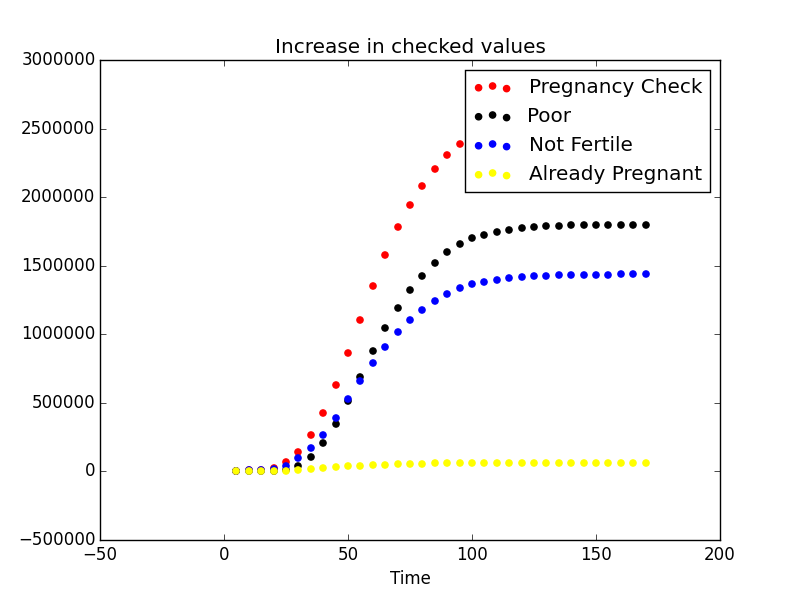 Increase in checked values
3000000
2500000
2000000
1500000
1000000
500000
0
−500000
−50
0
50
100
150
200
Time
Pregnancy Check
Poor
Not Fertile
Already Pregnant